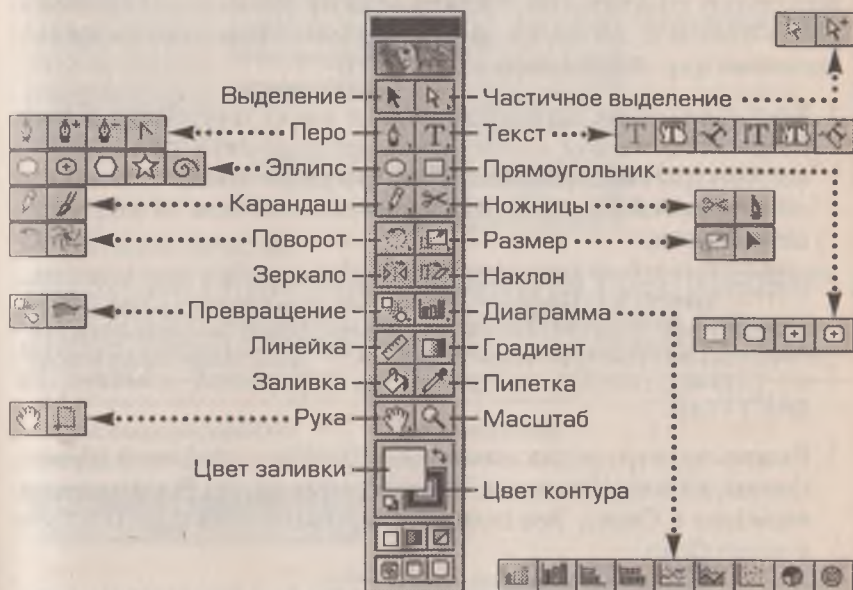 Выделение
Частичное выделение
Перо
Текст
Эллипс
Прямоугольник
Карандаш
Ножницы
Поворот
Размер
Зеркало
Наклон
Превращение
Диаграмма
Линейка
Градиент
Заливка
Пипетка
Рука
Масштаб
Цвет заливки
Цвет контура